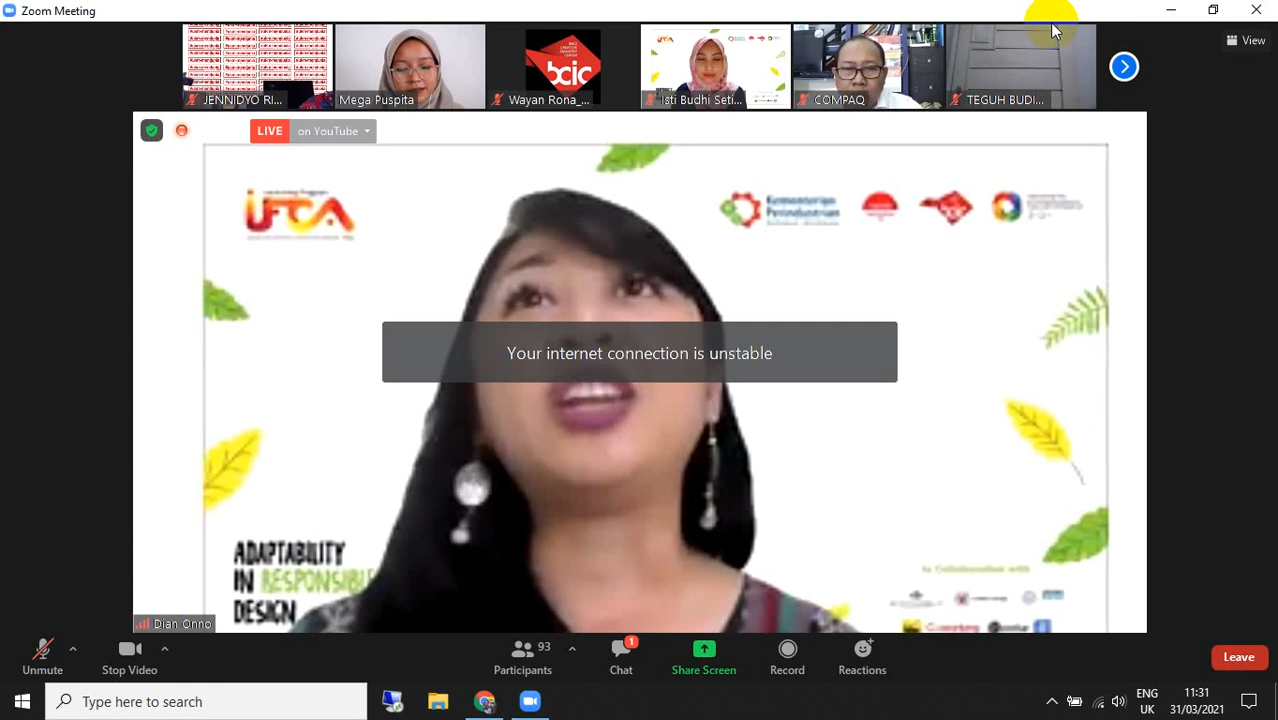 Zoom Meeting
View
JENNIDYO RI...
Mega Puspita
bcic
Wayan Rona_...
Isti Budhi Seti...
COMPAQ
TEGUH BUDI...
LIVE on YouTube
Kementerian
Perindustrian
bcic
Your internet connection is unstable
ADAPTABILITY
IN RESPONSIBLE
DESIGN
In Collaboration with
Dian Onno
93
1
Unmute
Stop Video
Participants
Chat
Share Screen
Record
Reactions
Leave
Type here to search
ENG
UK
11:31
31/03/2021